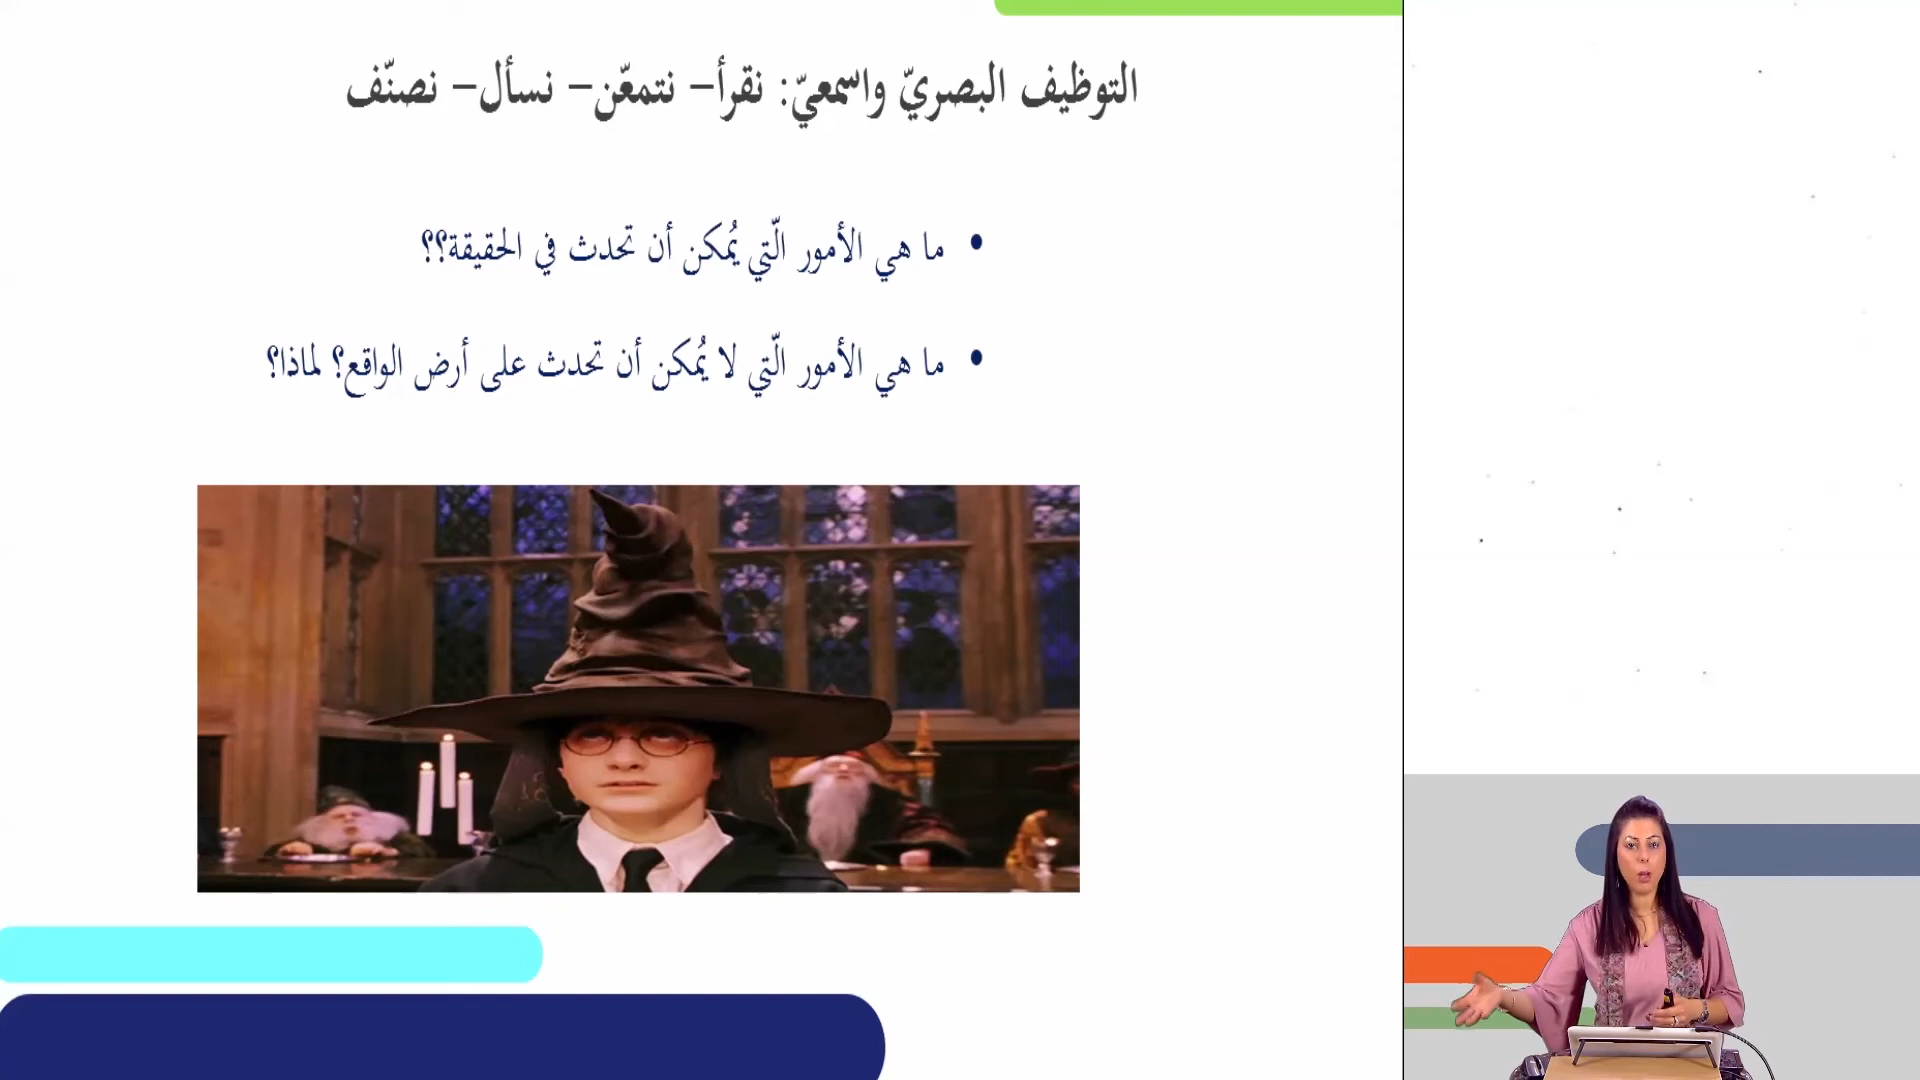 التوظيف البصريّ واسمعيّ: نقرأ– نتمعّن– نسأل– نصنّف
• ما هي الأمور الّتي يُمكن أن تحدث في الحقيقة؟؟
• ما هي الأمور الّتي لا يُمكن أن تحدث على أرض الواقع؟ لماذا؟